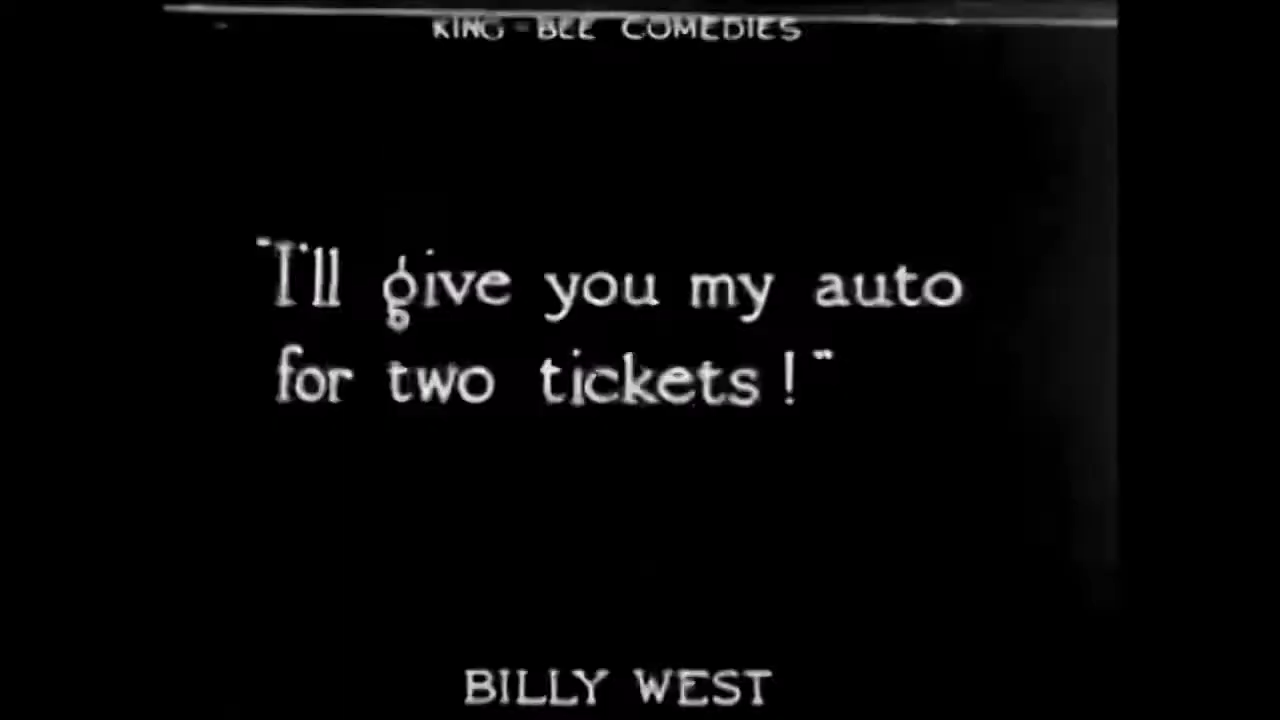 KING-BEE COMEDIES
"I'll give you my auto
for two tickets!"
BILLY WEST